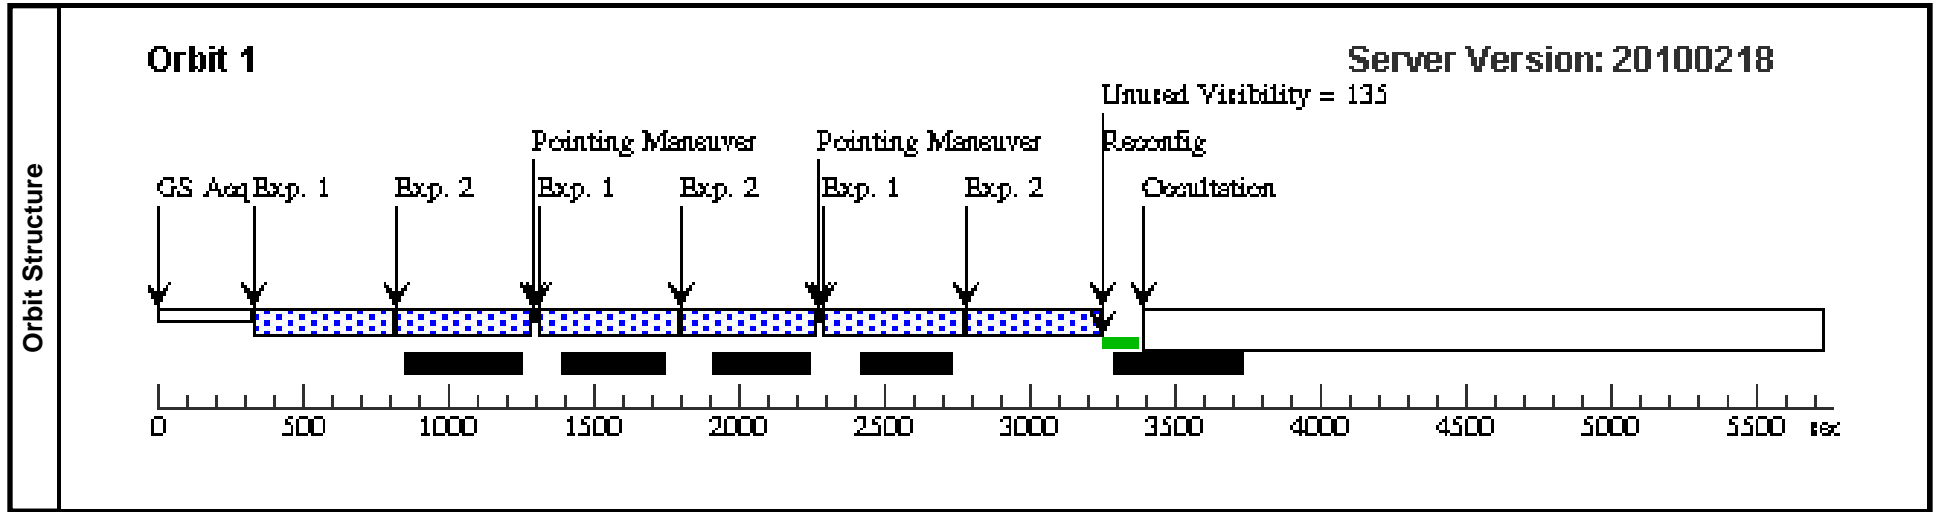 Orbit Structure
Orbit 1
Server Version: 20100218
Unused Visibility = 135
Pointing Maneuver Pointing Maneuver Reconfig
GS Acq Exp. 1 Exp. 2 Exp. 1 Exp. 2 Exp. 1 Exp. 2 Occultation
0 500 1000 1500 2000 2500 3000 3500 4000 4500 5000 5500 sec